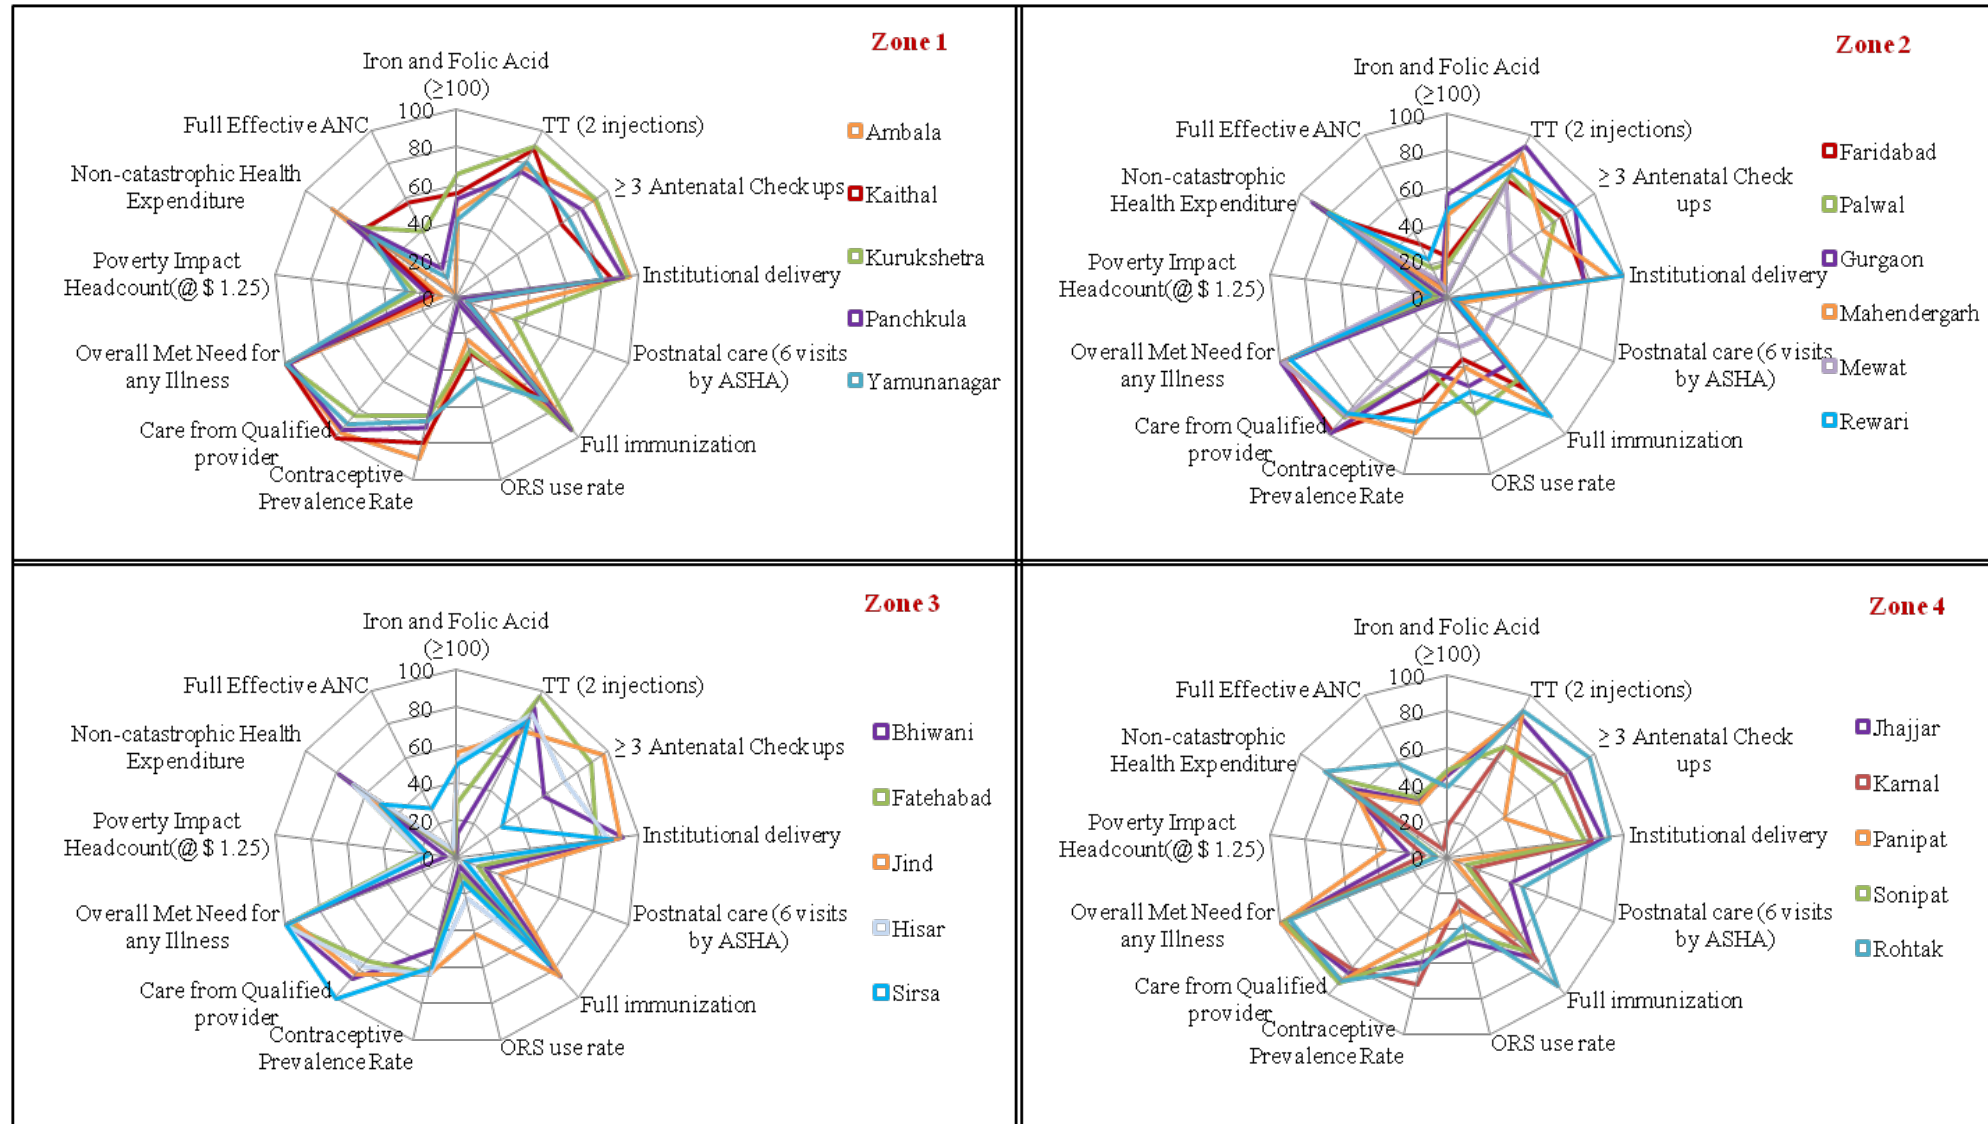 Zone 1
Iron and Folic Acid
(≥100)
TT (2 injections)
≥ 3 Antenatal Check ups
Institutional delivery
Postnatal care (6 visits
by ASHA)
Full immunization
ORS use rate
Contraceptive
Prevalence Rate
Care from Qualified
provider
Overall Met Need for
any Illness
Poverty Impact
Headcount(@ $ 1.25)
Non-catastrophic Health
Expenditure
Full Effective ANC
100
80
60
40
20
0
Ambala
Kaithal
Kurukshetra
Panchkula
Yamunanagar
Zone 2
Iron and Folic Acid
(≥100)
TT (2 injections)
≥ 3 Antenatal Check
ups
Institutional delivery
Postnatal care (6 visits
by ASHA)
Full immunization
ORS use rate
Contraceptive
Prevalence Rate
Care from Qualified
provider
Overall Met Need for
any Illness
Poverty Impact
Headcount(@ $ 1.25)
Non-catastrophic
Health Expenditure
Full Effective ANC
100
80
60
40
20
0
Faridabad
Palwal
Gurgaon
Mahendergarh
Mewat
Rewari
Zone 3
Iron and Folic Acid
(≥100)
TT (2 injections)
≥ 3 Antenatal Check ups
Institutional delivery
Postnatal care (6 visits
by ASHA)
Full immunization
ORS use rate
Contraceptive
Prevalence Rate
Care from Qualified
provider
Overall Met Need for
any Illness
Poverty Impact
Headcount(@ $ 1.25)
Non-catastrophic Health
Expenditure
Full Effective ANC
100
80
60
40
20
0
Bhiwani
Fatehabad
Jind
Hisar
Sirsa
Zone 4
Iron and Folic Acid
(≥100)
TT (2 injections)
≥ 3 Antenatal Check
ups
Institutional delivery
Postnatal care (6 visits
by ASHA)
Full immunization
ORS use rate
Contraceptive
Prevalence Rate
Care from Qualified
provider
Overall Met Need for
any Illness
Poverty Impact
Headcount(@ $ 1.25)
Non-catastrophic
Health Expenditure
Full Effective ANC
100
80
60
40
20
0
Jhajjar
Karnal
Panipat
Sonipat
Rohtak